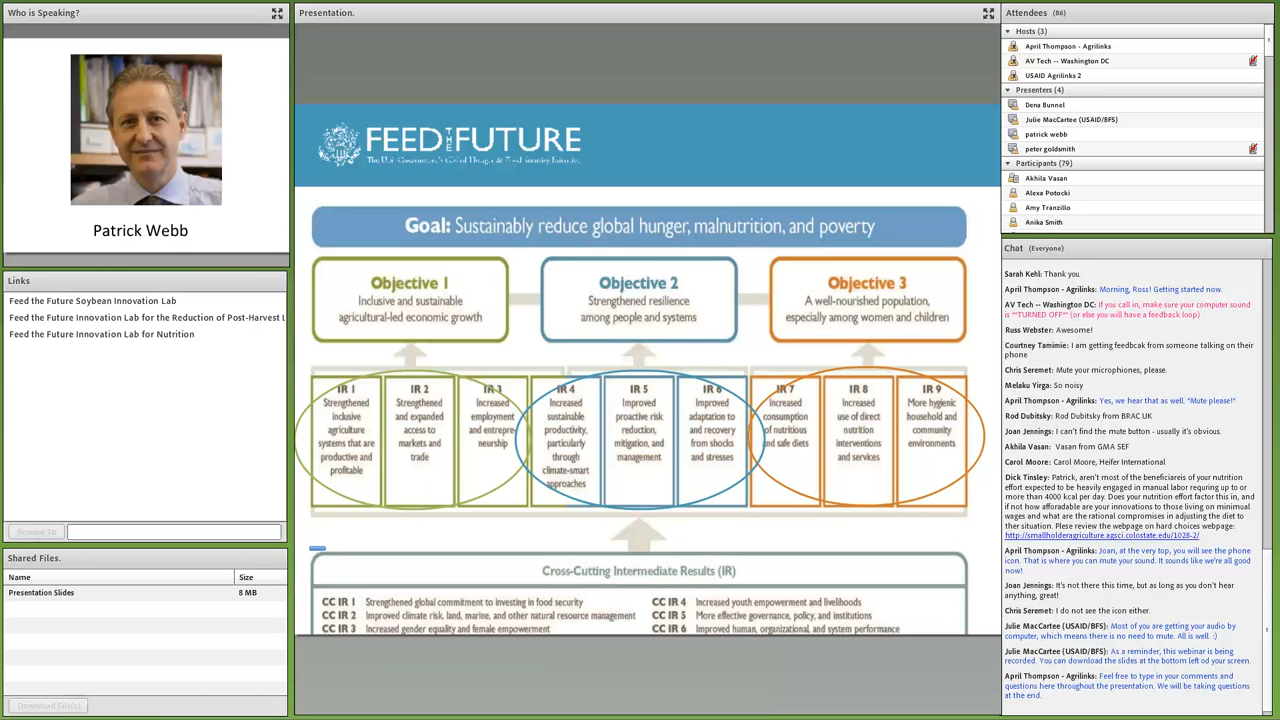 Who is Speaking?
Patrick Webb
Links
Feed the Future Soybean Innovation Lab
Feed the Future Innovation Lab for the Reduction of Post-Harvest L
Feed the Future Innovation Lab for Nutrition
Browse To
Shared Files.
Name Size
Presentation Slides 8 MB
Download File(s)
Presentation.
FEED THE FUTURE
The U.S. Government's Global Hunger & Food Security Initiative
Goal: Sustainably reduce global hunger, malnutrition, and poverty
Objective 1
Inclusive and sustainable
agricultural-led economic growth
Objective 2
Strengthened resilience
among people and systems
Objective 3
A well-nourished population,
especially among women and children
IR 1
Strengthened
inclusive
agriculture
systems that are
productive and
profitable
IR 2
Strengthened
and expanded
access to
markets and
trade
IR 3
Increased
employment
and entrepre-
neurship
IR 4
Increased
sustainable
productivity,
particularly
through
climate-smart
approaches
IR 5
Improved
proactive risk
reduction,
mitigation, and
management
IR 6
Improved
adaptation to
and recovery
from shocks
and stresses
IR 7
Increased
consumption
of nutritious
and safe diets
IR 8
Increased
use of direct
nutrition
interventions
and services
IR 9
More hygienic
household and
community
environments
Cross-Cutting Intermediate Results (IR)
CC IR 1 Strengthened global commitment to investing in food security
CC IR 2 Improved climate risk, land, marine, and other natural resource management
CC IR 3 Increased gender equality and female empowerment
CC IR 4 Increased youth empowerment and livelihoods
CC IR 5 More effective governance, policy, and institutions
CC IR 6 Improved human, organizational, and system performance
Attendees (86)
Hosts (3)
April Thompson - Agrilinks
AV Tech -- Washington DC
USAID Agrilinks 2
Presenters (4)
Dena Bunnel
Julie MacCartee (USAID/BFS)
patrick webb
peter goldsmith
Participants (79)
Akhila Vasan
Alexa Potocki
Amy Tranzillo
Anika Smith
Chat (Everyone)
Sarah Kehl: Thank you.
April Thompson - Agrilinks: Morning, Ross! Getting started now.
AV Tech -- Washington DC: If you call in, make sure your computer sound
is **TURNED OFF** (or else you will have a feedback loop)
Russ Webster: Awesome!
Courtney Tamimie: I am getting feedbcak from someone talking on their
phone
Chris Seremet: Mute your microphones, please.
Melaku Yirga: So noisy
April Thompson - Agrilinks: Yes, we hear that as well. *Mute please!*
Rod Dubitsky: Rod Dubitsky from BRAC UK
Joan Jennings: I can't find the mute button - usually it's obvious.
Akhila Vasan: Vasan from GMA SEF
Carol Moore: Carol Moore, Heifer International
Dick Tinsley: Patrick, aren't most of the beneficiares of your nutrition
effort expected to be heavily engaged in manual labor requring up to or
more than 4000 kcal per day. Does your nutrition effort factor this in, and
if not how affordable are your innovations to those living on minimal
wages and what are the rational compromises in adjusting the diet to
ther situation. Plese review the webpage on hard choices webpage:
http://smallholderagriculture.agsci.colostate.edu/1028-2/
April Thompson - Agrilinks: Joan, at the very top, you will see the phone
icon. That is where you can mute your sound. It sounds like we're all good
now!
Joan Jennings: It's not there this time, but as long as you don't hear
anything, great!
Chris Seremet: I do not see the icon either.
Julie MacCartee (USAID/BFS): Most of you are getting your audio by
computer, which means there is no need to mute. All is well. :)
Julie MacCartee (USAID/BFS): As a reminder, this webinar is being
recorded. You can download the slides at the bottom left od your screen.
April Thompson - Agrilinks: Feel free to type in your comments and
questions here throughout the presentation. We will be taking questions
at the end.